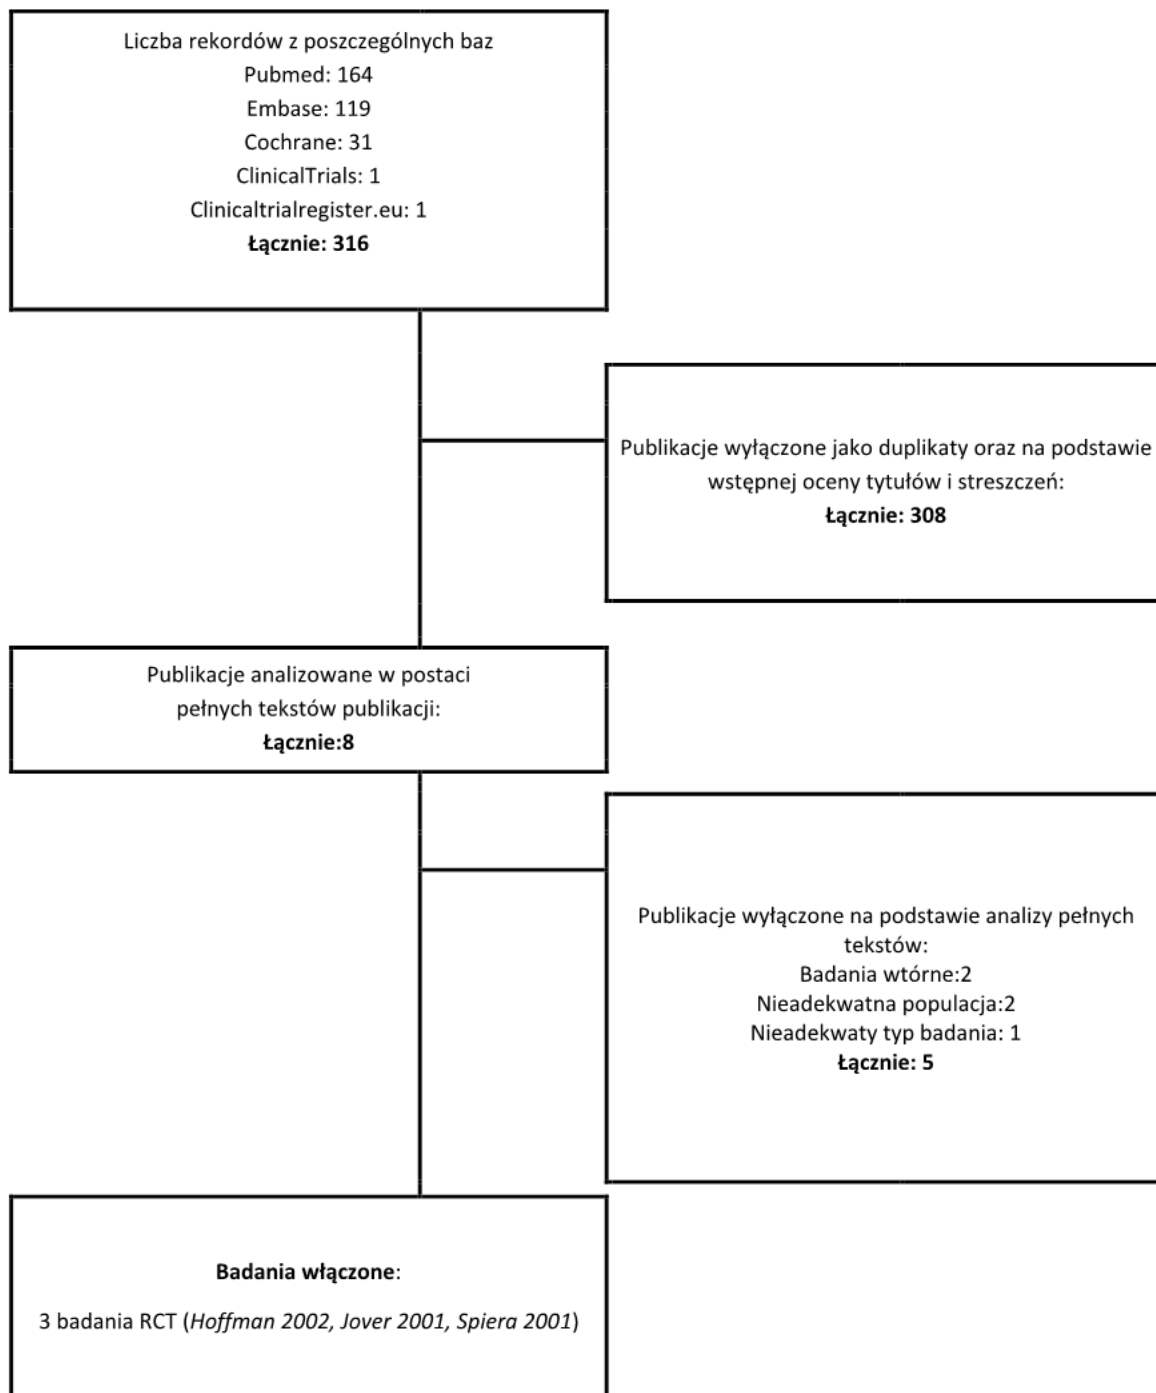 Liczba rekordów z poszczególnych baz
Pubmed: 164
Embase: 119
Cochrane: 31
ClinicalTrials: 1
Clinicaltrialregister.eu: 1
Łącznie: 316
Publikacje wyłączone jako duplikaty oraz na podstawie
wstępnej oceny tytułów i streszczeń:
Łącznie: 308
Publikacje analizowane w postaci
pełnych tekstów publikacji:
Łącznie:8
Publikacje wyłączone na podstawie analizy pełnych
tekstów:
Badania wtórne:2
Nieadekwatna populacja:2
Nieadekwaty typ badania: 1
Łącznie: 5
Badania włączone:
3 badania RCT (Hoffman 2002, Jover 2001, Spiera 2001)